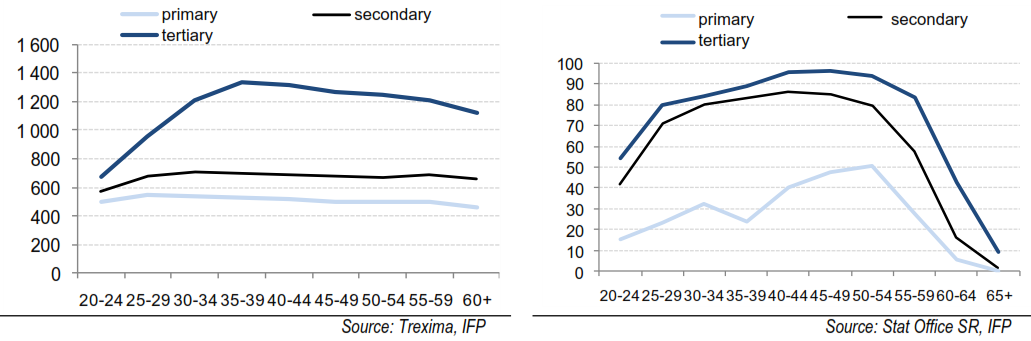 primary
secondary
tertiary
1 600
1 400
1 200
1 000
800
600
400
200
0
20-24 25-29 30-34 35-39 40-44 45-49 50-54 55-59 60+
Source: Trexima, IFP
primary
secondary
tertiary
100
90
80
70
60
50
40
30
20
10
0
20-24 25-29 30-34 35-39 40-44 45-49 50-54 55-59 60-64 65+
Source: Stat Office SR, IFP